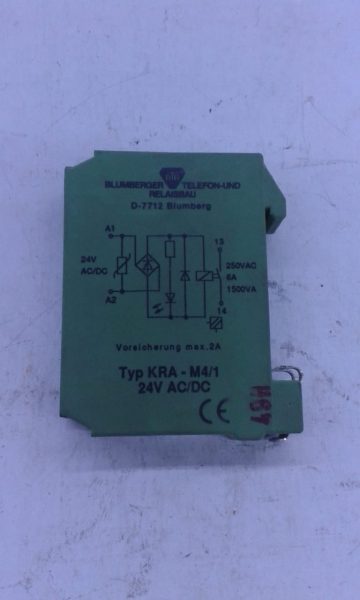 BLUMBERGER TELEFON-UND
RELAISBAU
D-7712 Blumberg
A1
13
24V
AC/DC
250VAC
6A
1500VA
A2
14
Vorsicherung max.2A
Typ KRA - M4/1
24V AC/DC
CE